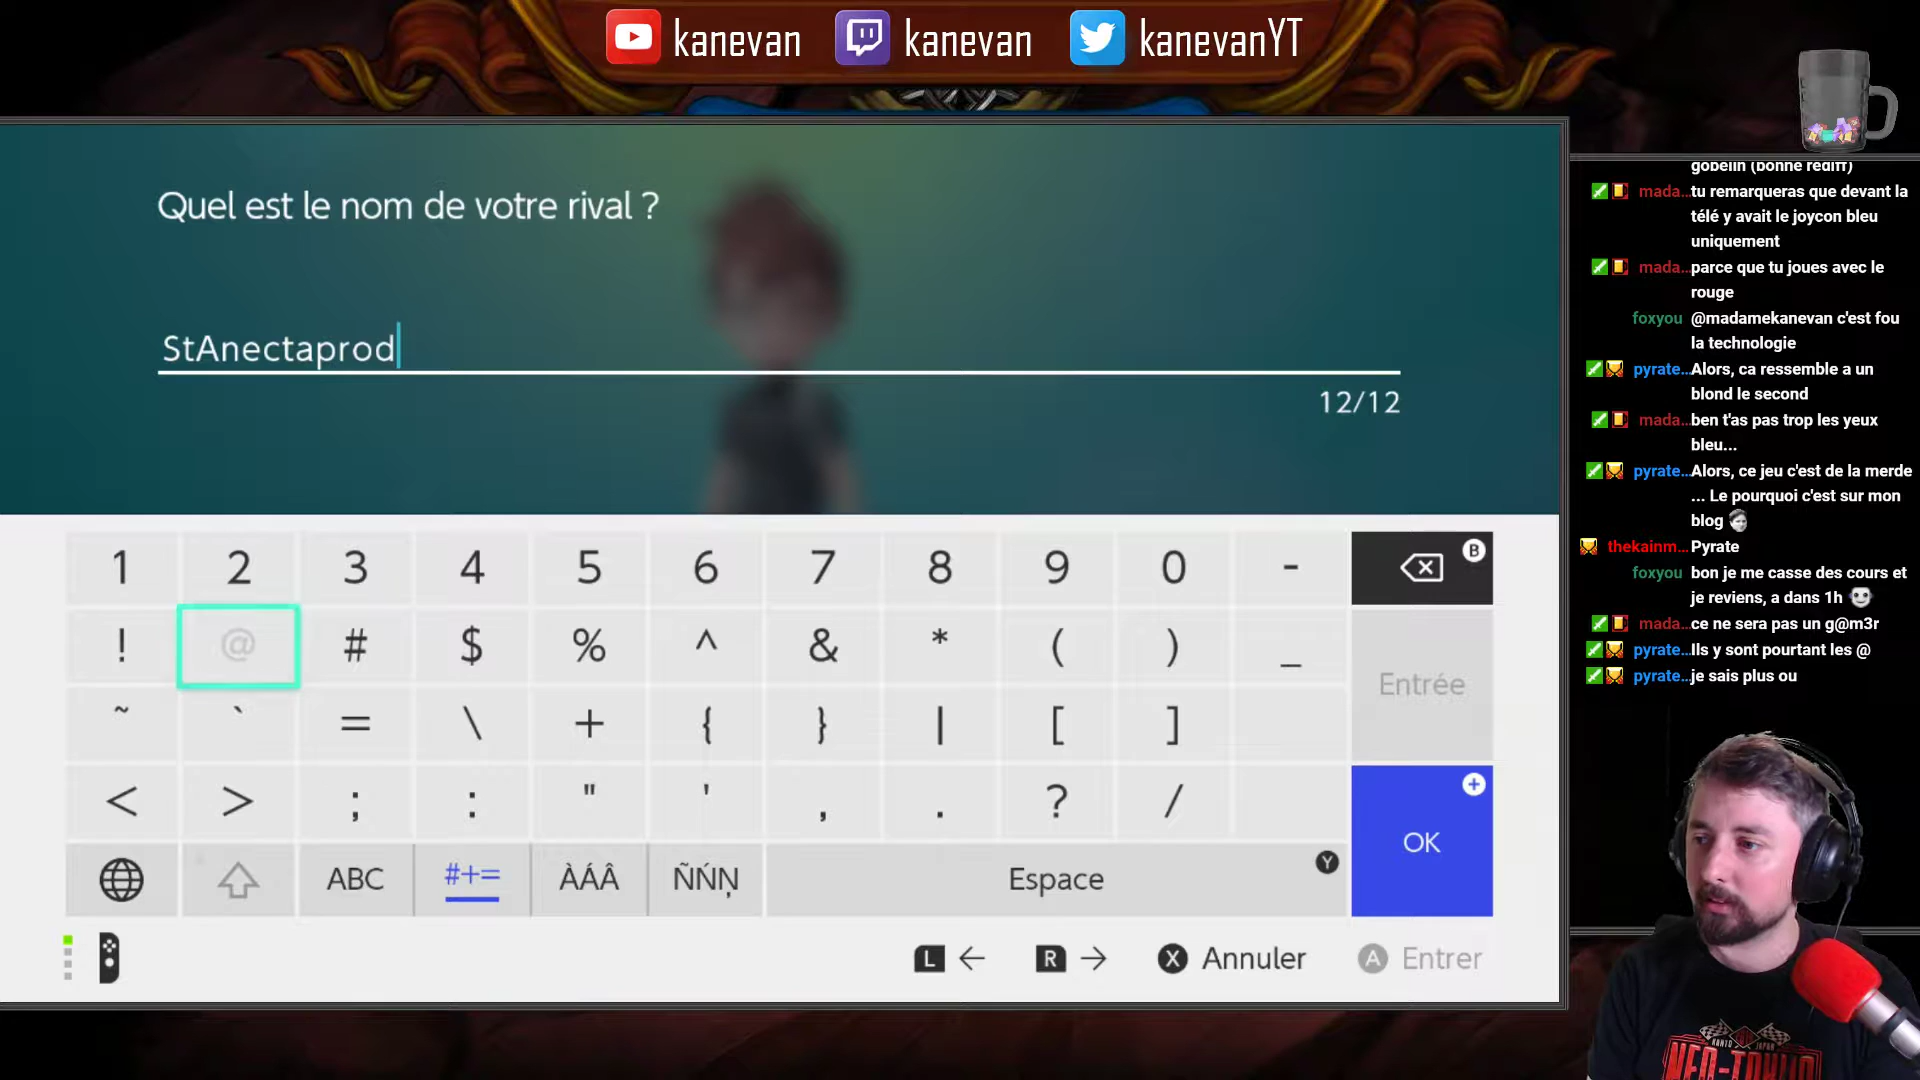 kanevan kanevan kanevanYT
Quel est le nom de votre rival ?
StAnectaprod
12/12
1 2 3 4 5 6 7 8 9 0 - B
! @ # $ % ^ & * ( ) _ Entrée
~ ` = \ + { } | [ ]
< > ; : " ' , . ? / + OK
ABC #+= ÀÁÂ ÑŃŅ Espace Y
L ← R → X Annuler A Entrer
gobelin (bonne rediff)
mada... tu remarqueras que devant la
télé y avait le joycon bleu
uniquement
mada... parce que tu joues avec le
rouge
foxyou @madamekanevan c'est fou
la technologie
pyrate... Alors, ca ressemble a un
blond le second
mada... ben t'as pas trop les yeux
bleu...
pyrate... Alors, ce jeu c'est de la merde
... Le pourquoi c'est sur mon
blog
thekainm... Pyrate
foxyou bon je me casse des cours et
je reviens, a dans 1h
mada... ce ne sera pas un g@m3r
pyrate... Ils y sont pourtant les @
pyrate... je sais plus ou
NEO-TOKYO